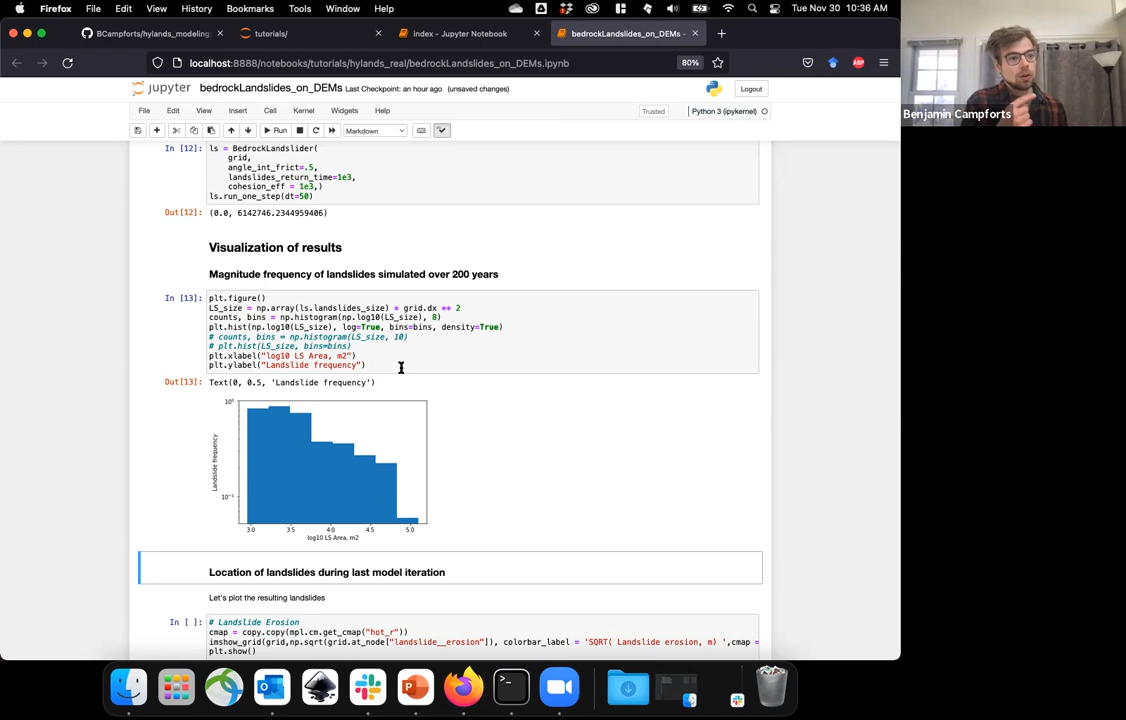 Firefox File Edit View History Bookmarks Tools Window Help Tue Nov 30 10:36 AM
BCampforts/hylands_modeling
tutorials/
index - Jupyter Notebook
bedrockLandslides_on_DEMs -
localhost:8888/notebooks/tutorials/hylands_real/bedrockLandslides_on_DEMs.ipynb 80% ABP
jupyter bedrockLandslides_on_DEMs Last Checkpoint: an hour ago (unsaved changes) Logout
File Edit View Insert Cell Kernel Widgets Help Trusted Python 3 (ipykernel)
Run Markdown
Benjamin Campforts
In [12]: ls = BedrockLandslider(
grid,
angle_int_frict=.5,
landslides_return_time=1e3,
cohesion_eff = 1e3,)
ls.run_one_step(dt=50)
Out[12]: (0.0, 6142746.2344959406)
Visualization of results
Magnitude frequency of landslides simulated over 200 years
In [13]: plt.figure()
LS_size = np.array(ls.landslides_size) * grid.dx ** 2
counts, bins = np.histogram(np.log10(LS_size), 8)
plt.hist(np.log10(LS_size), log=True, bins=bins, density=True)
# counts, bins = np.histogram(LS_size, 10)
# plt.hist(LS_size, bins=bins)
plt.xlabel("log10 LS Area, m2")
plt.ylabel("Landslide frequency")
Out[13]: Text(0, 0.5, 'Landslide frequency')
10⁰
Landslide frequency
10⁻¹
3.0 3.5 4.0 4.5 5.0
log10 LS Area, m2
Location of landslides during last model iteration
Let's plot the resulting landslides
In [ ]: # Landslide Erosion
cmap = copy.copy(mpl.cm.get_cmap("hot_r"))
imshow_grid(grid,np.sqrt(grid.at_node["landslide__erosion"]), colorbar_label = 'SQRT( Landslide erosion, m) ',cmap =
plt.show()